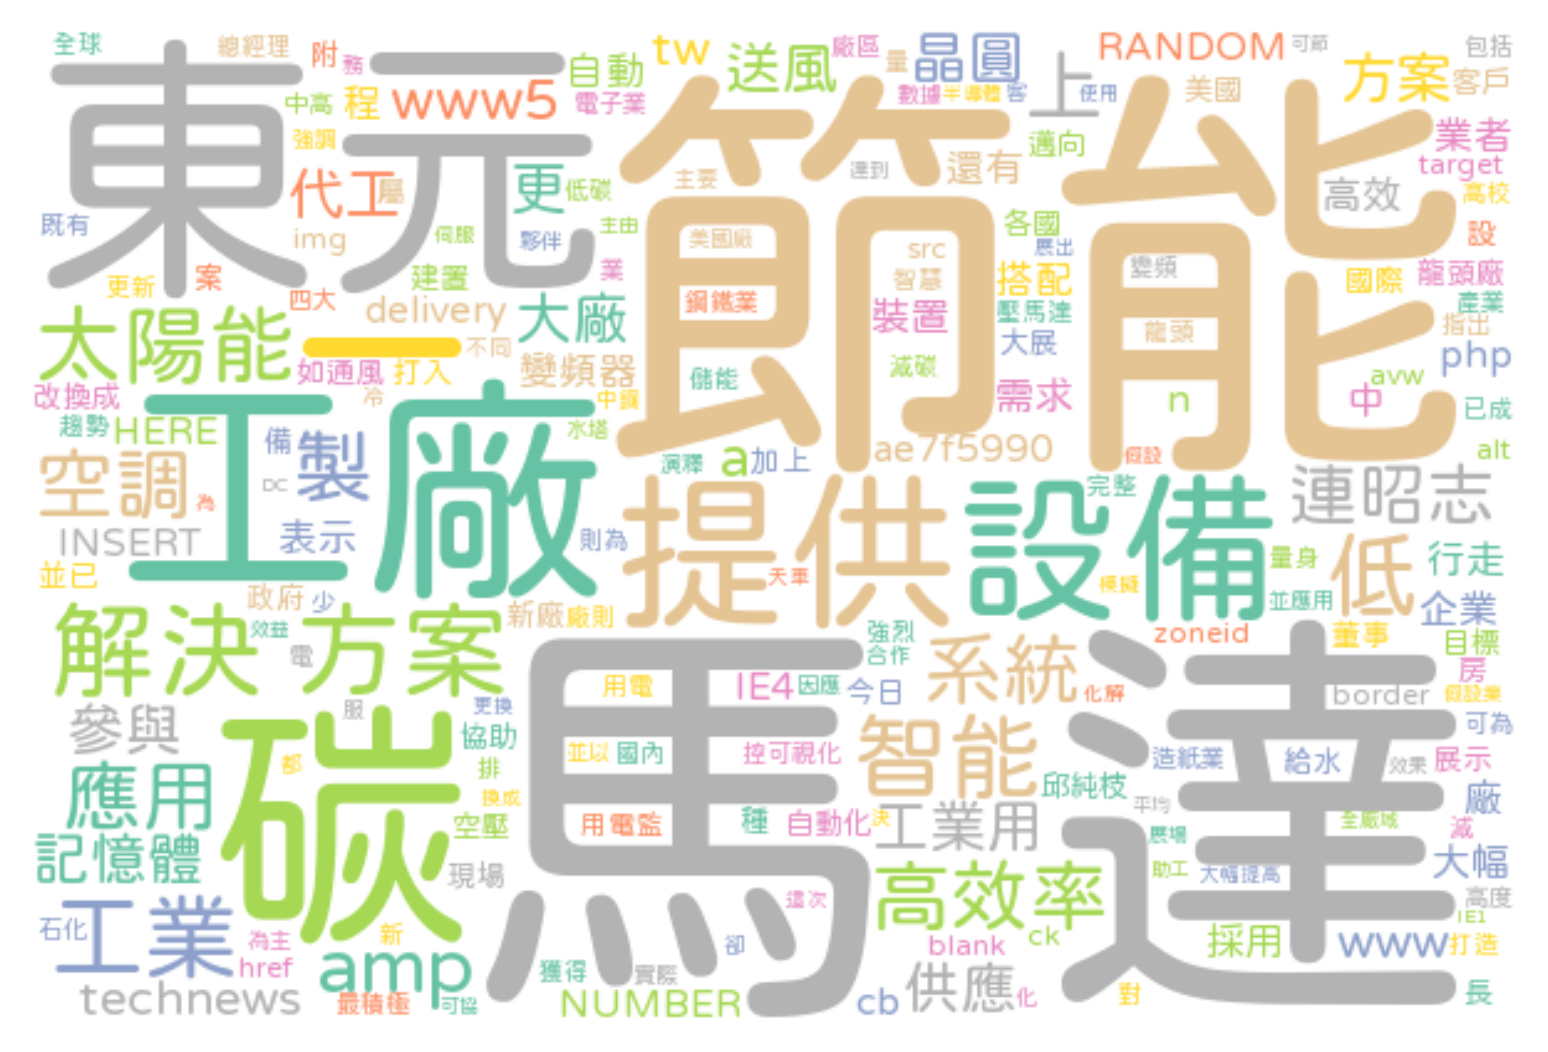 東元
節能
工廠
馬達
提供
設備
解決方案
碳
太陽能
一
全球
總經理
附
務
自動
tw
送風
廠區
量
晶圓
上
RANDOM
可節
包括
方案
客戶
中高
程
www5
電子業
數據
半導體
客
使用
美國
業者
強調
代工
屬
更
低碳
主要
達到
還有
邁向
target
高效
高校
既有
img
伺服
夥伴
主由
美國廠
src
各國
展出
設
更新
案
建置
業
智慧
搭配
變頻
國際
龍頭廠
四大
delivery
大廠
鋼鐵業
裝置
壓馬達
產業
龍頭
指出
不同
大展
php
改換成
如通風
打入
變頻器
儲能
減碳
需求
n
avw
中
已成
冷
中鋼
趨勢
HERE
備
製
水塔
a
加上
演釋
ae7f5990
假設
alt
空調
為
DC
完整
連昭志
INSERT
表示
則為
天車
模擬
量身
低
行走
並已
政府
少
新廠
廠則
並應用
企業
效益
電
強烈
合作
系統
zoneid
董事
目標
房
用電
IE4
因應
今日
化解
border
假設業
參與
服
更換
協助
並以
國內
控可視化
智能
可為
都
排
造紙業
給水
效果
展示
應用
換成
邱純枝
平均
廠
空壓
用電監
種
自動化
決
工業用
展場
全廠域
減
記憶體
現場
助工
大幅提高
大幅
高效率
高度
這次
IE1
石化
工業
為主
新
卻
blank
ck
採用
www
打造
href
amp
獲得
實際
technews
最積極
可協
NUMBER
cb
供應
化
對
長